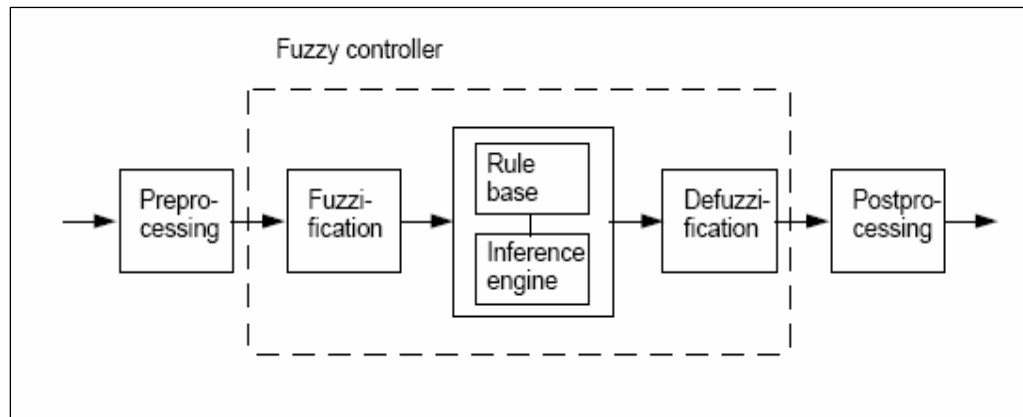 Fuzzy controller
Prepro-
cessing
Fuzzi-
fication
Rule
base
Inference
engine
Defuzzi-
fication
Postpro-
cessing